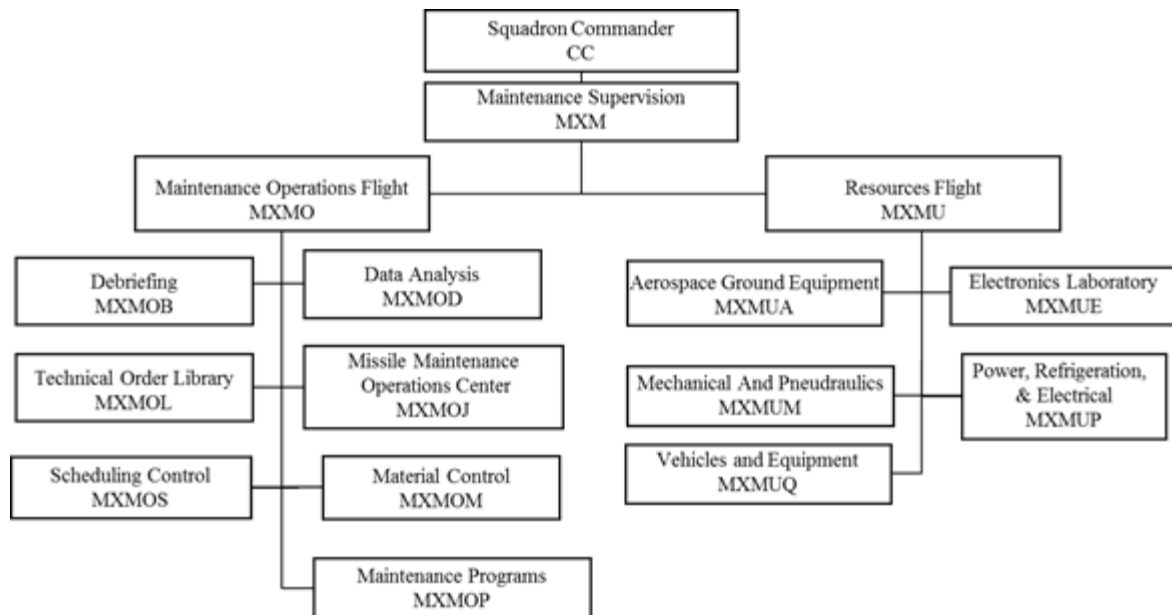 Squadron Commander
CC
Maintenance Supervision
MXM
Maintenance Operations Flight
MXMO
Resources Flight
MXMU
Debriefing
MXMOB
Data Analysis
MXMOD
Aerospace Ground Equipment
MXMUA
Electronics Laboratory
MXMUE
Technical Order Library
MXMOL
Missile Maintenance
Operations Center
MXMOJ
Mechanical And Pneudraulics
MXMUM
Power, Refrigeration,
& Electrical
MXMUP
Scheduling Control
MXMOS
Material Control
MXMOM
Vehicles and Equipment
MXMUQ
Maintenance Programs
MXMOP